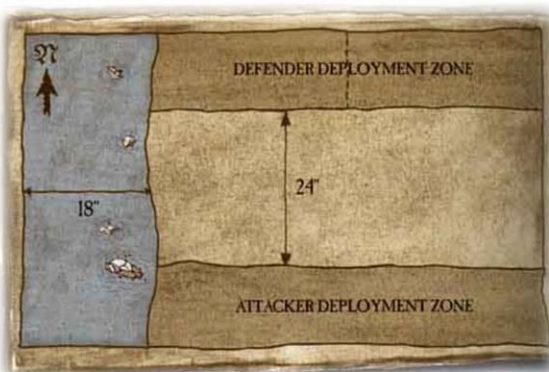 N
DEFENDER DEPLOYMENT ZONE
24"
18"
ATTACKER DEPLOYMENT ZONE